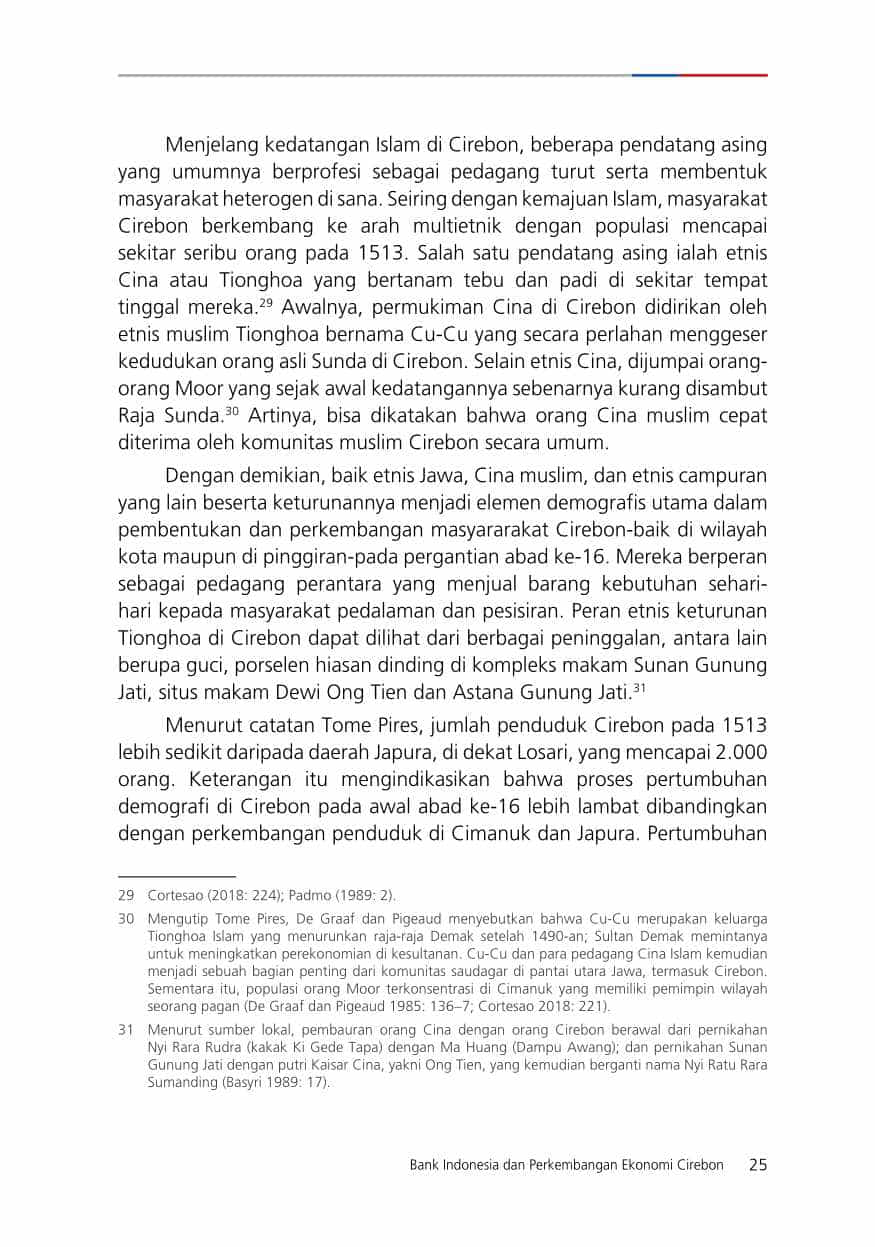 Menjelang kedatangan Islam di Cirebon, beberapa pendatang asing
yang umumnya berprofesi sebagai pedagang turut serta membentuk
masyarakat heterogen di sana. Seiring dengan kemajuan Islam, masyarakat
Cirebon berkembang ke arah multietnik dengan populasi mencapai
sekitar seribu orang pada 1513. Salah satu pendatang asing ialah etnis
Cina atau Tionghoa yang bertanam tebu dan padi di sekitar tempat
tinggal mereka.²⁹ Awalnya, permukiman Cina di Cirebon didirikan oleh
etnis muslim Tionghoa bernama Cu-Cu yang secara perlahan menggeser
kedudukan orang asli Sunda di Cirebon. Selain etnis Cina, dijumpai orang-
orang Moor yang sejak awal kedatangannya sebenarnya kurang disambut
Raja Sunda.³⁰ Artinya, bisa dikatakan bahwa orang Cina muslim cepat
diterima oleh komunitas muslim Cirebon secara umum.
Dengan demikian, baik etnis Jawa, Cina muslim, dan etnis campuran
yang lain beserta keturunannya menjadi elemen demografis utama dalam
pembentukan dan perkembangan masyararakat Cirebon-baik di wilayah
kota maupun di pinggiran-pada pergantian abad ke-16. Mereka berperan
sebagai pedagang perantara yang menjual barang kebutuhan sehari-
hari kepada masyarakat pedalaman dan pesisiran. Peran etnis keturunan
Tionghoa di Cirebon dapat dilihat dari berbagai peninggalan, antara lain
berupa guci, porselen hiasan dinding di kompleks makam Sunan Gunung
Jati, situs makam Dewi Ong Tien dan Astana Gunung Jati.³¹
Menurut catatan Tome Pires, jumlah penduduk Cirebon pada 1513
lebih sedikit daripada daerah Japura, di dekat Losari, yang mencapai 2.000
orang. Keterangan itu mengindikasikan bahwa proses pertumbuhan
demografi di Cirebon pada awal abad ke-16 lebih lambat dibandingkan
dengan perkembangan penduduk di Cimanuk dan Japura. Pertumbuhan
29 Cortesao (2018: 224); Padmo (1989: 2).
30 Mengutip Tome Pires, De Graaf dan Pigeaud menyebutkan bahwa Cu-Cu merupakan keluarga
Tionghoa Islam yang menurunkan raja-raja Demak setelah 1490-an; Sultan Demak memintanya
untuk meningkatkan perekonomian di kesultanan. Cu-Cu dan para pedagang Cina Islam kemudian
menjadi sebuah bagian penting dari komunitas saudagar di pantai utara Jawa, termasuk Cirebon.
Sementara itu, populasi orang Moor terkonsentrasi di Cimanuk yang memiliki pemimpin wilayah
seorang pagan (De Graaf dan Pigeaud 1985: 136–7; Cortesao 2018: 221).
31 Menurut sumber lokal, pembauran orang Cina dengan orang Cirebon berawal dari pernikahan
Nyi Rara Rudra (kakak Ki Gede Tapa) dengan Ma Huang (Dampu Awang); dan pernikahan Sunan
Gunung Jati dengan putri Kaisar Cina, yakni Ong Tien, yang kemudian berganti nama Nyi Ratu Rara
Sumanding (Basyri 1989: 17).
Bank Indonesia dan Perkembangan Ekonomi Cirebon 25